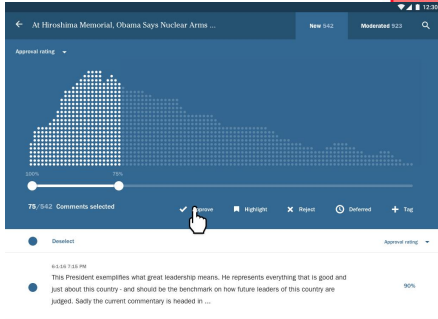 12:30
At Hiroshima Memorial, Obama Says Nuclear Arms ...
New 542
Moderated 923
Approval rating
100%
75%
75/542 Comments selected
Approve
Highlight
Reject
Deferred
Tag
Deselect
Approval rating
6-1-16 7:15 PM
This President exemplifies what great leadership means. He represents everything that is good and
just about this country - and should be the benchmark on how future leaders of this country are
judged. Sadly the current commentary is headed in ...
90%